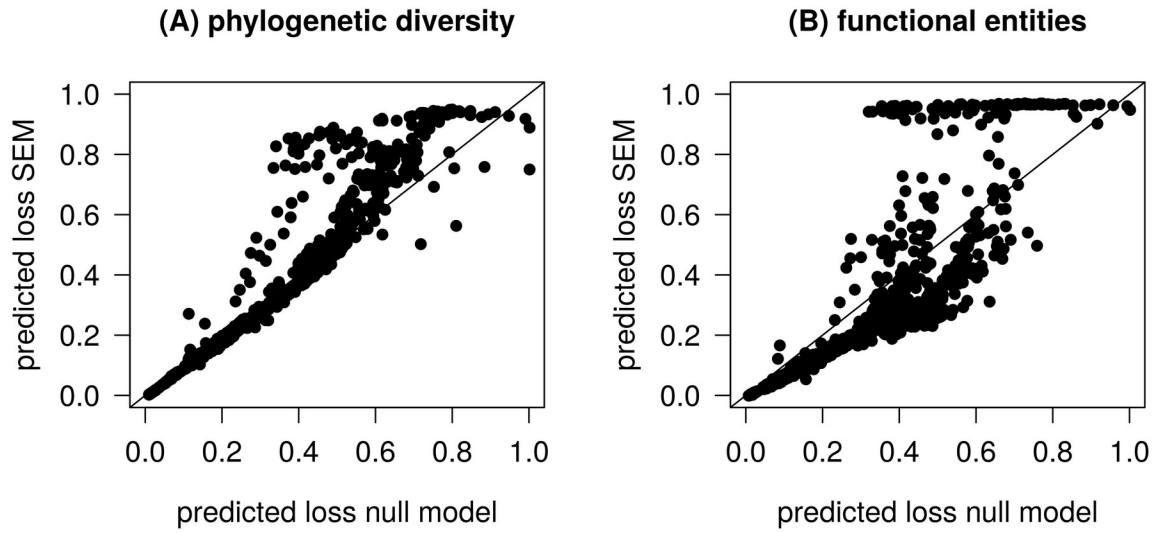 (A) phylogenetic diversity
predicted loss SEM
1.0
0.8
0.6
0.4
0.2
0.0
0.0 0.2 0.4 0.6 0.8 1.0
predicted loss null model
(B) functional entities
predicted loss SEM
1.0
0.8
0.6
0.4
0.2
0.0
0.0 0.2 0.4 0.6 0.8 1.0
predicted loss null model